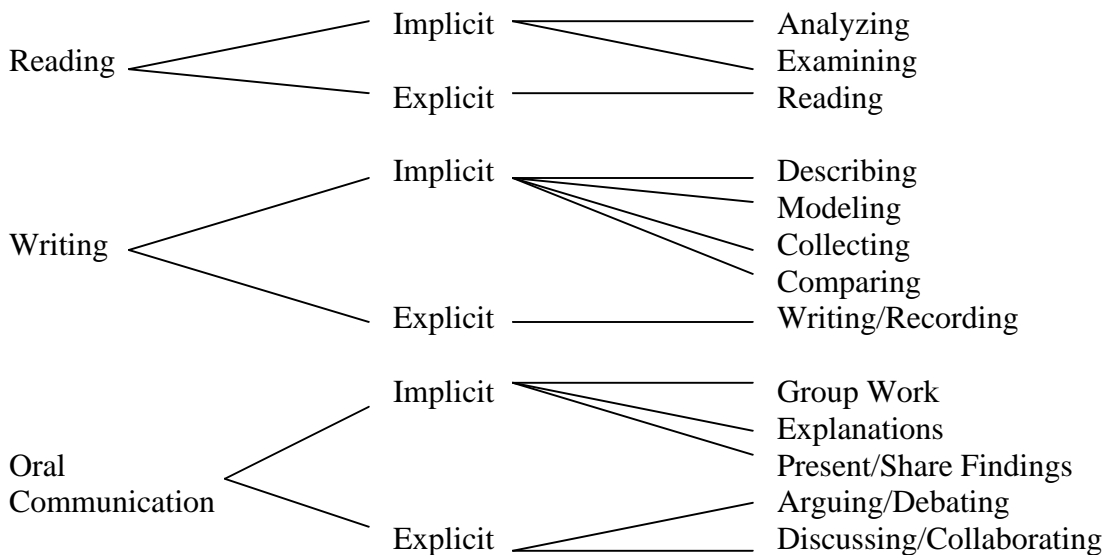 Implicit Analyzing
Reading Examining
Explicit Reading
Implicit Describing
Modeling
Writing Collecting
Comparing
Explicit Writing/Recording
Implicit Group Work
Explanations
Oral Present/Share Findings
Communication Arguing/Debating
Explicit Discussing/Collaborating